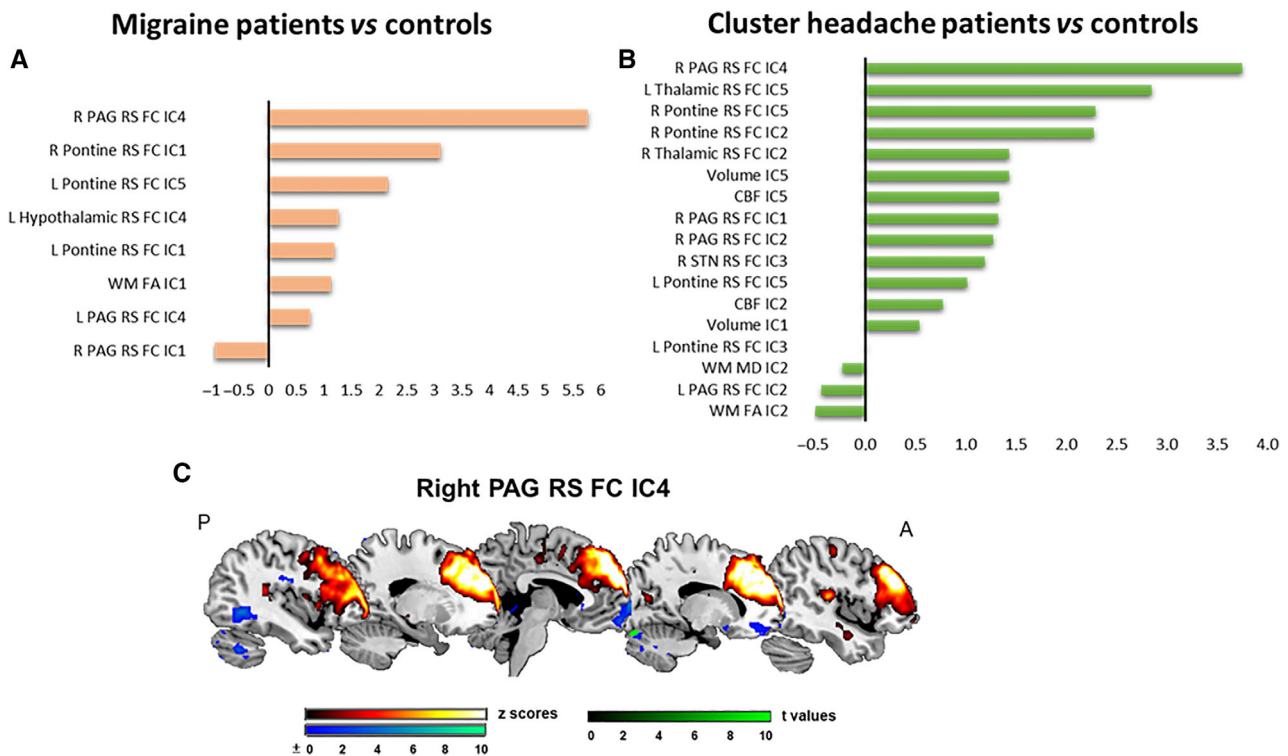 Migraine patients vs controls
Cluster headache patients vs controls
A
R PAG RS FC IC4
R Pontine RS FC IC1
L Pontine RS FC IC5
L Hypothalamic RS FC IC4
L Pontine RS FC IC1
WM FA IC1
L PAG RS FC IC4
R PAG RS FC IC1
−1 −0.5 0 0.5 1 1.5 2 2.5 3 3.5 4 4.5 5 5.5 6
B
R PAG RS FC IC4
L Thalamic RS FC IC5
R Pontine RS FC IC5
R Pontine RS FC IC2
R Thalamic RS FC IC2
Volume IC5
CBF IC5
R PAG RS FC IC1
R PAG RS FC IC2
R STN RS FC IC3
L Pontine RS FC IC5
CBF IC2
Volume IC1
L Pontine RS FC IC3
WM MD IC2
L PAG RS FC IC2
WM FA IC2
−0.5 0.0 0.5 1.0 1.5 2.0 2.5 3.0 3.5 4.0
C
Right PAG RS FC IC4
P
A
z scores
± 0 2 4 6 8 10
t values
0 2 4 6 8 10